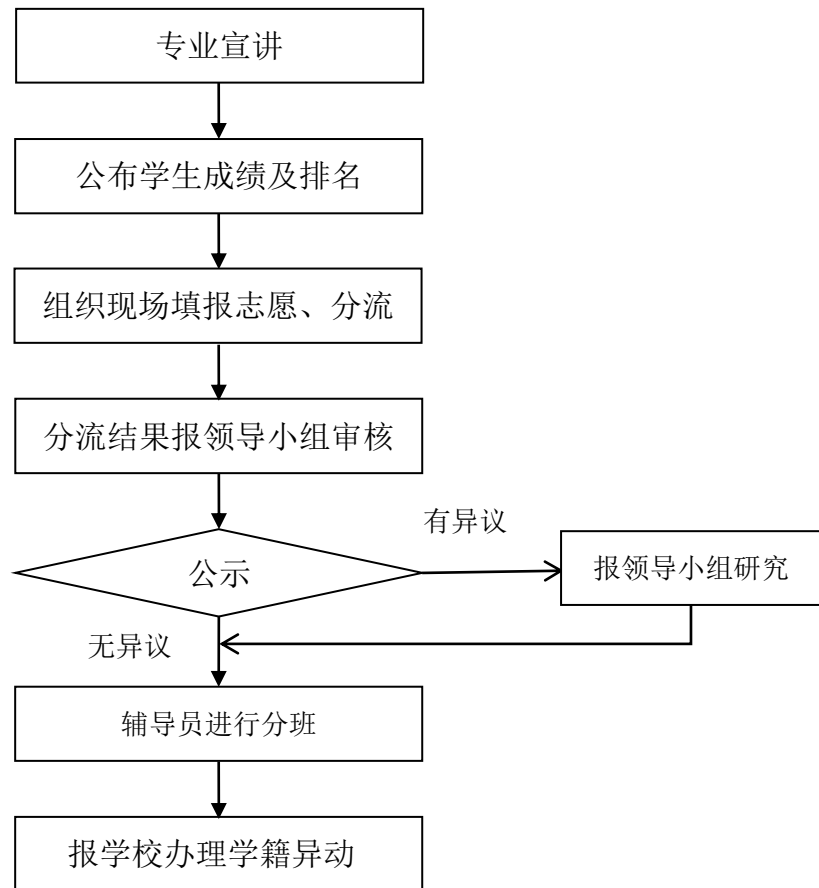 专业宣讲
公布学生成绩及排名
组织现场填报志愿、分流
分流结果报领导小组审核
有异议
公示
报领导小组研究
无异议
辅导员进行分班
报学校办理学籍异动